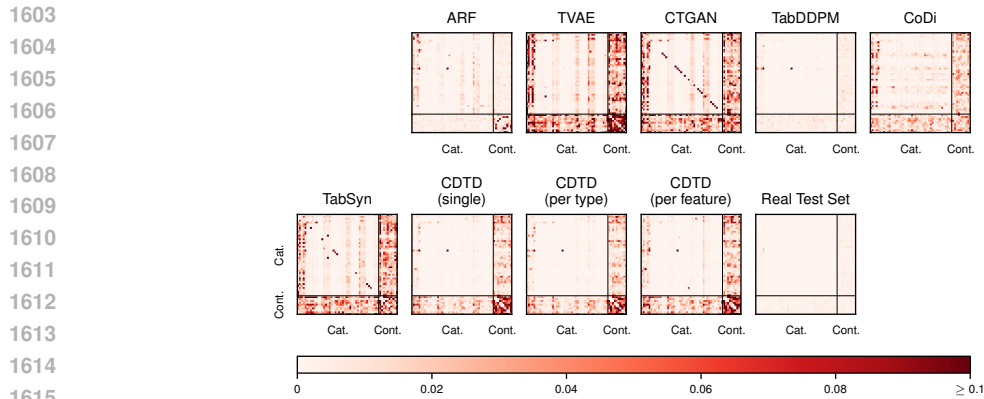 1603
ARF TVAE CTGAN TabDDPM CoDi
1604
1605
1606
1607
Cat. Cont. Cat. Cont. Cat. Cont. Cat. Cont. Cat. Cont.
1608
CDTD CDTD CDTD
1609
TabSyn (single) (per type) (per feature) Real Test Set
1610
Cat.
1611
1612
Cont.
1613
Cat. Cont. Cat. Cont. Cat. Cont. Cat. Cont. Cat. Cont.
1614
1615
0 0.02 0.04 0.06 0.08 ≥ 0.1